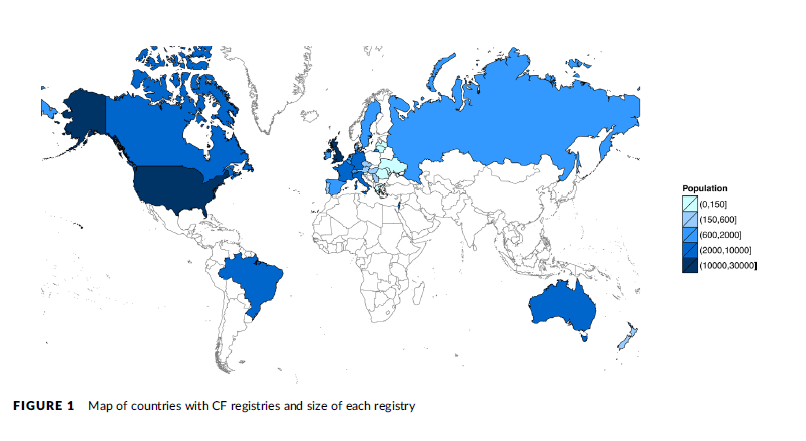 Population
(0,150]
(150,600]
(600,2000]
(2000,10000]
(10000,30000]
FIGURE 1 Map of countries with CF registries and size of each registry